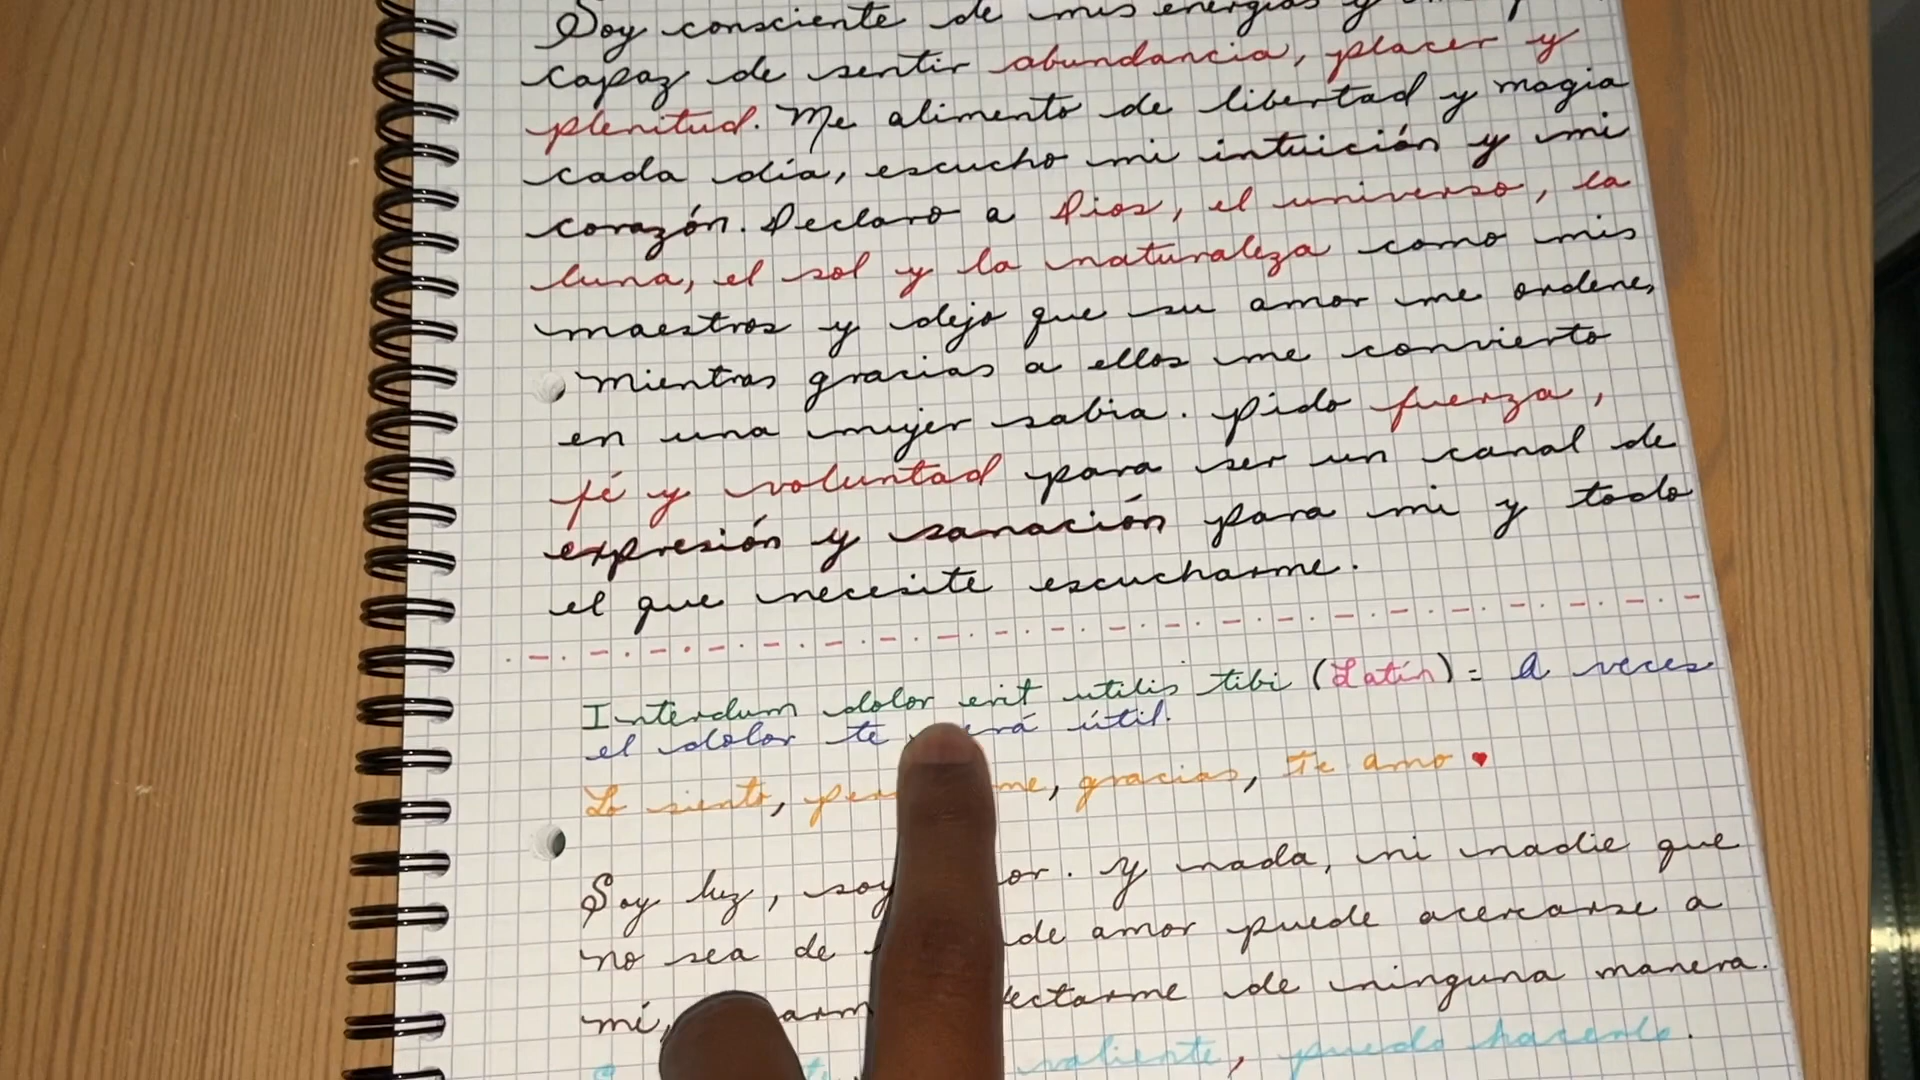 Soy consciente de mis energías y
capaz de sentir abundancia, placer y
plenitud. Me alimento de libertad y magia
cada día, escucho mi intuición y mi
corazón. Declaro a Dios, el universo, la
luna, el sol y la naturaleza como mis
maestros y dejo que su amor me ordene,
mientras gracias a ellos me convierto
en una mujer sabia. pido fuerza,
fé y voluntad para ser un canal de
expresión y sanación para mi y todo
el que necesite escucharme.
Interdum dolor erit utilis tibi (Latín) = A veces
el dolor te será útil.
Lo siento, gracias, te amo ♥
Soy luz, soy Y nada, ni nadie que
no sea de de amor puede acercarse a
mí, de ninguna manera.
valiente, puedo hacerlo.